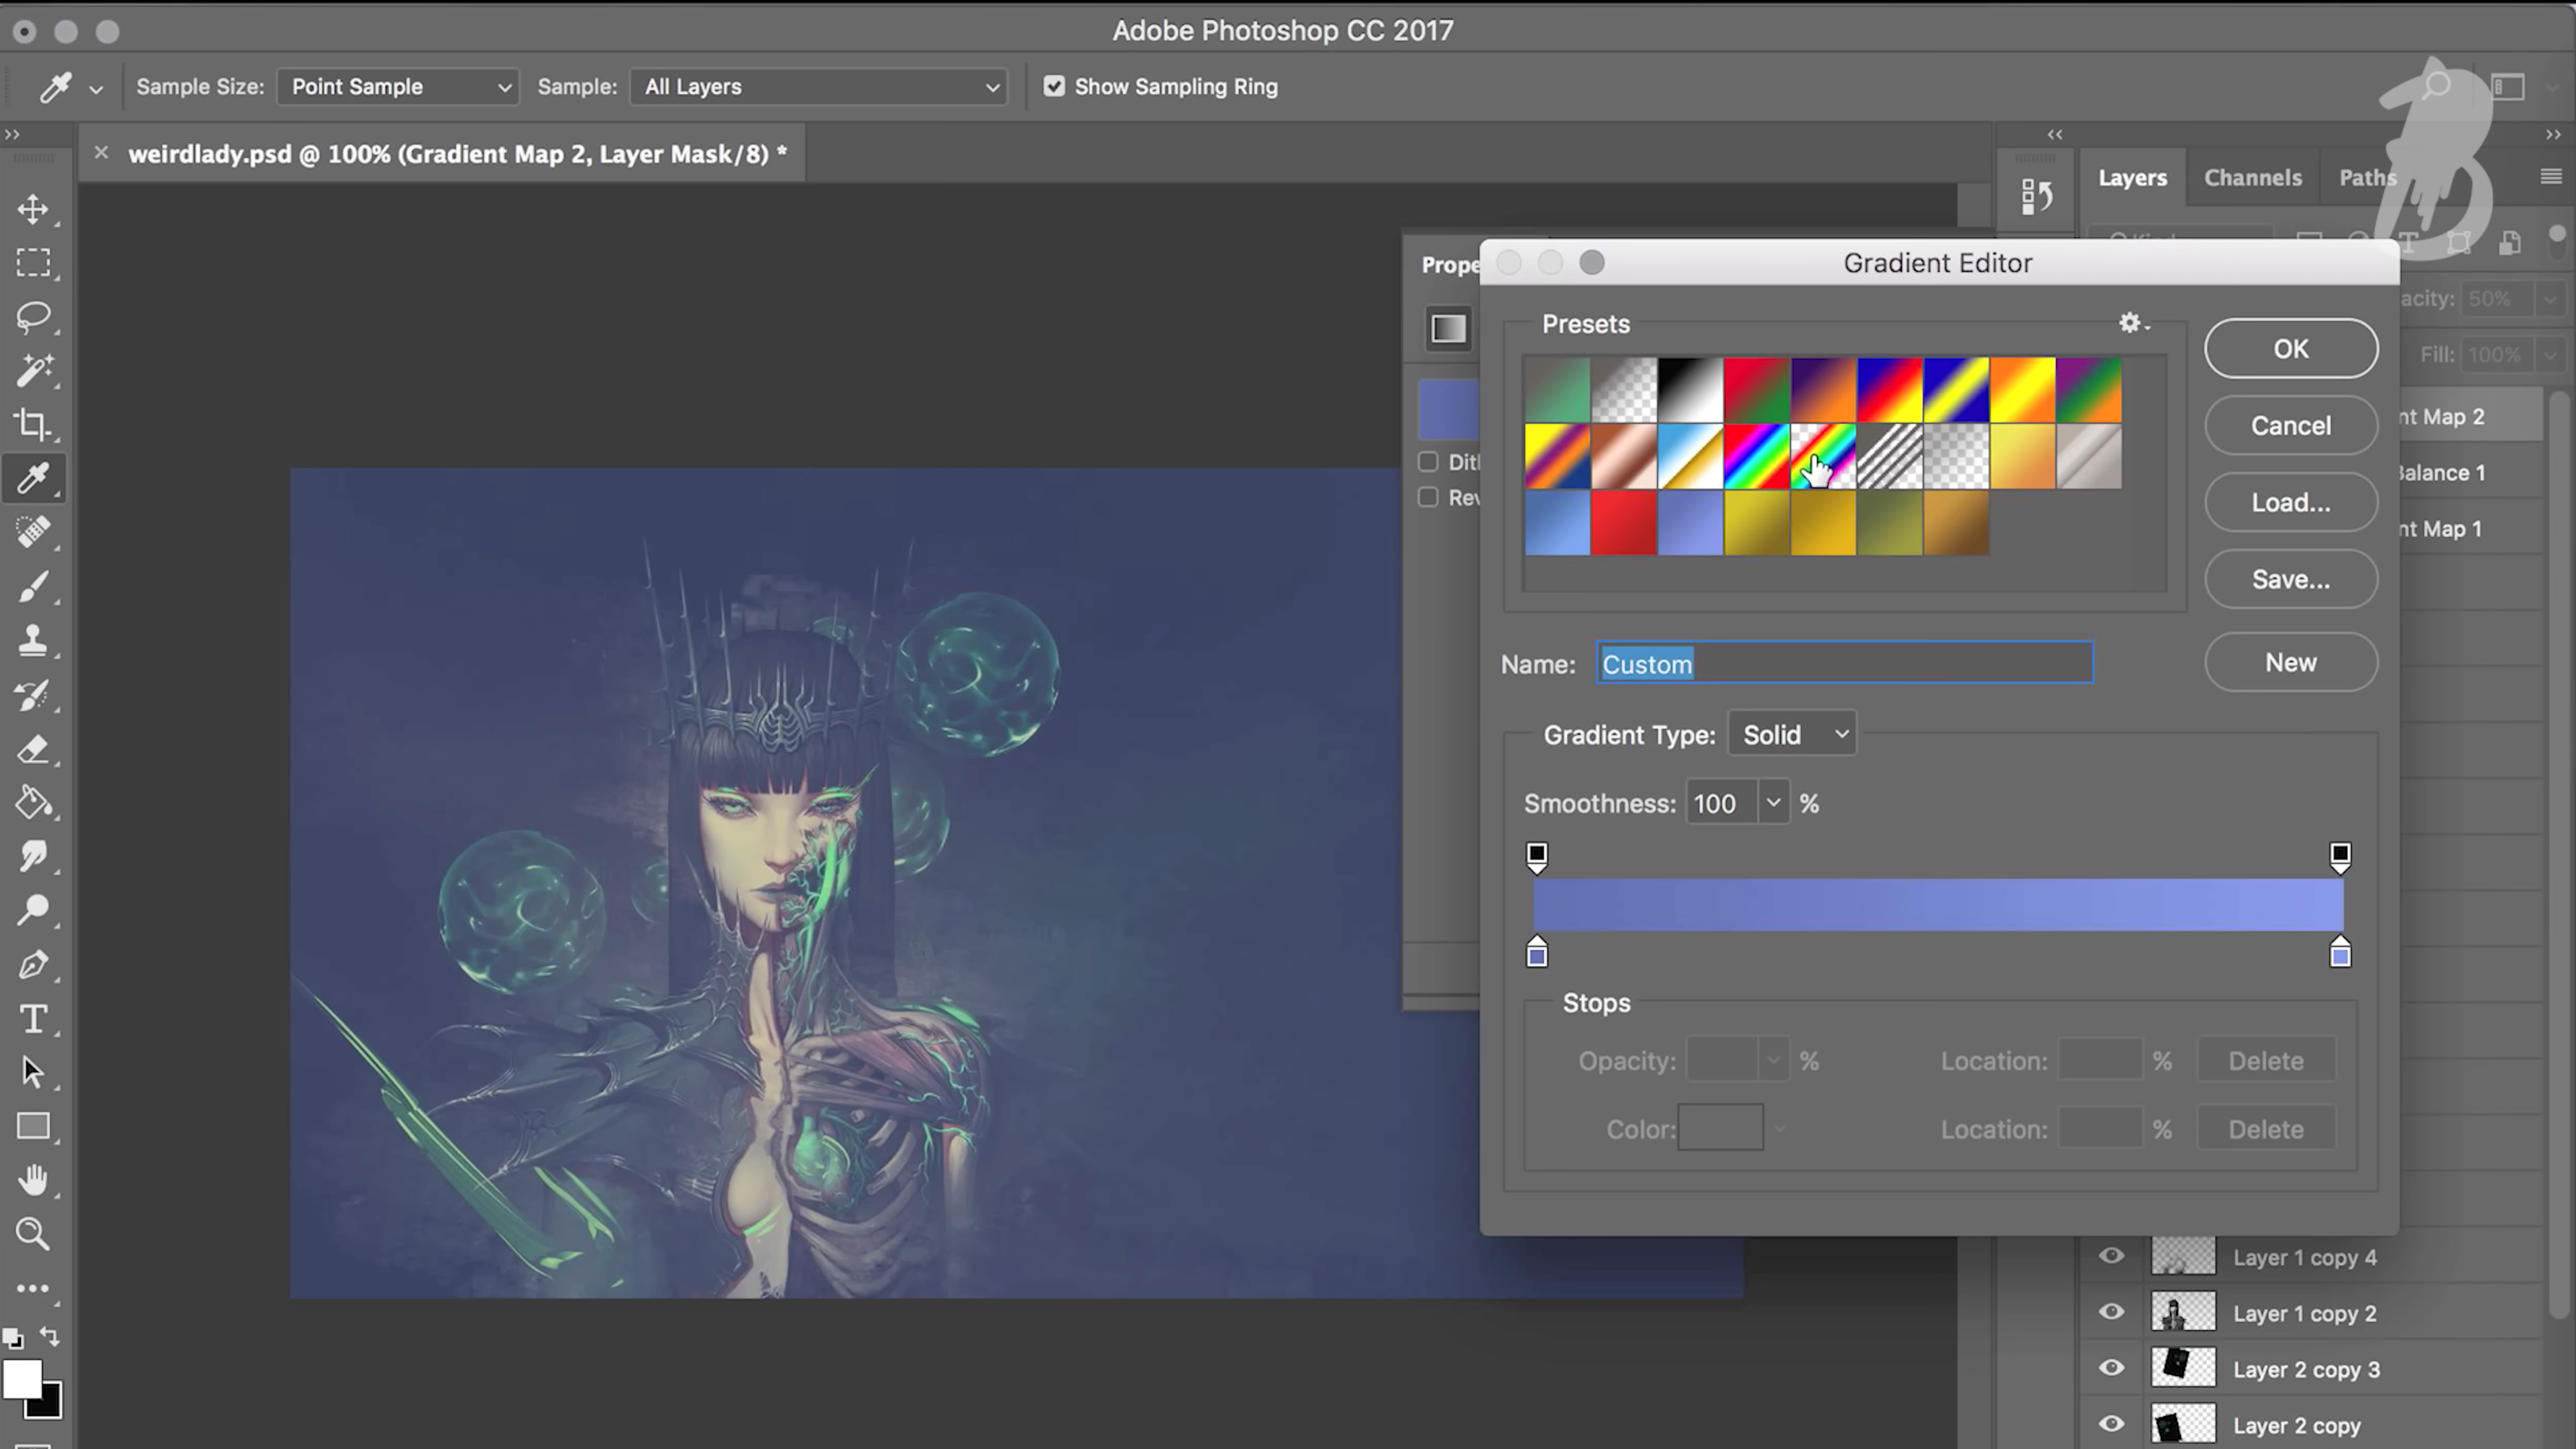 Adobe Photoshop CC 2017
Sample Size: Point Sample Sample: All Layers Show Sampling Ring
weirdlady.psd @ 100% (Gradient Map 2, Layer Mask/8) *
Layers Channels Paths
Prope
Gradient Editor
Presets
OK
Cancel
Load...
Save...
New
acity: 50%
Fill: 100%
nt Map 2
Balance 1
nt Map 1
Dit
Rev
Name: Custom
Gradient Type: Solid
Smoothness: 100 %
Stops
Opacity: % Location: % Delete
Color: Location: % Delete
Layer 1 copy 4
Layer 1 copy 2
Layer 2 copy 3
Layer 2 copy